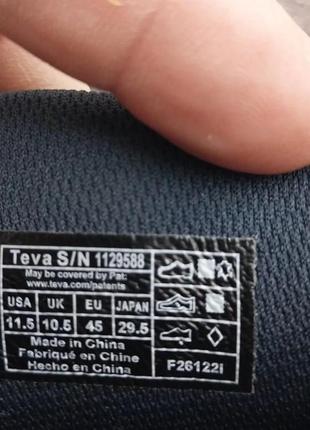 Teva S/N 1129588
May be covered by Pat:
www.teva.com/patents
USA UK EU JAPAN
11.5 10.5 45 29.5
Made in China
Fabriqué en Chine
Hecho en China
F26122I